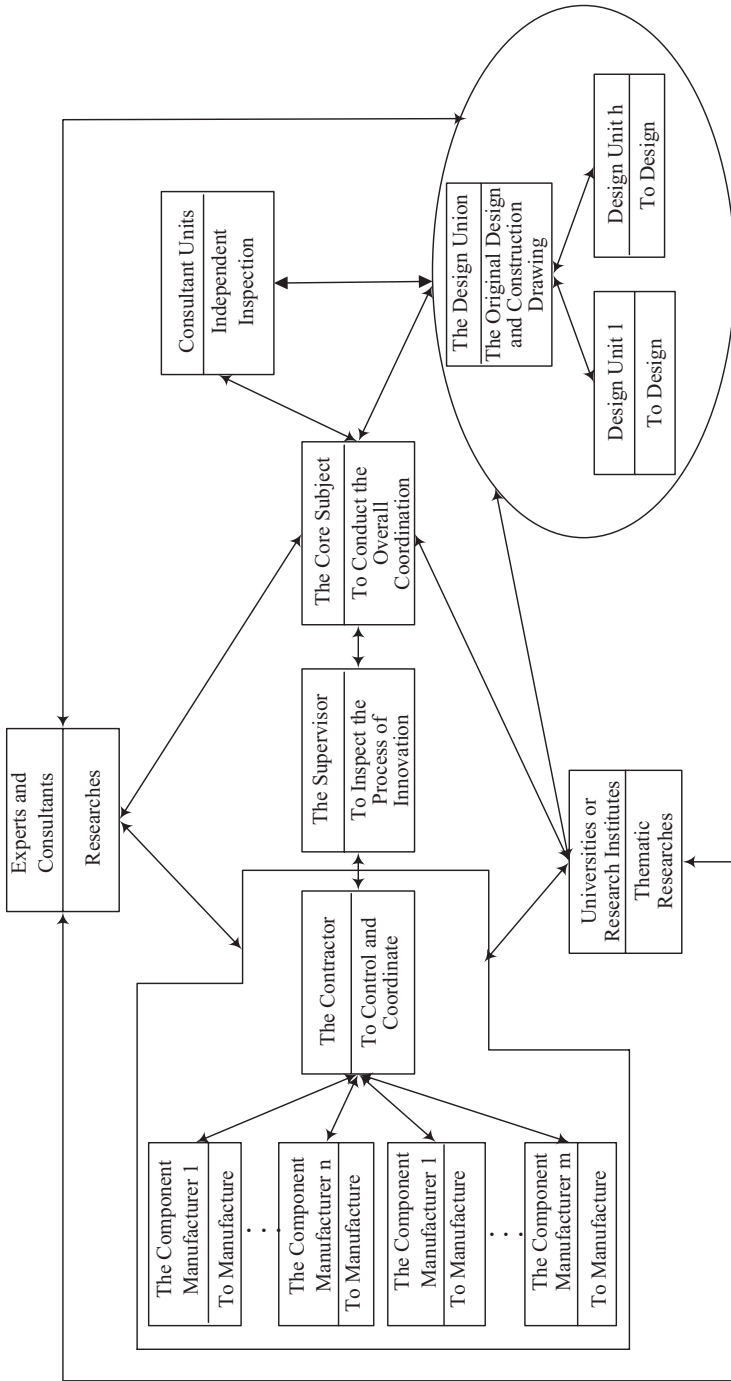 Experts and
Consultants
Researches
The Component
Manufacturer 1
To Manufacture
. . .
The Component
Manufacturer n
To Manufacture
The Component
Manufacturer 1
To Manufacture
. . .
The Component
Manufacturer m
To Manufacture
The Contractor
To Control and
Coordinate
The Supervisor
To Inspect the
Process of
Innovation
The Core Subject
To Conduct the
Overall
Coordination
Consultant Units
Independent
Inspection
The Design Union
The Original Design
and Construction
Drawing
Design Unit 1
To Design
Design Unit h
To Design
Universities or
Research Institutes
Thematic
Researches